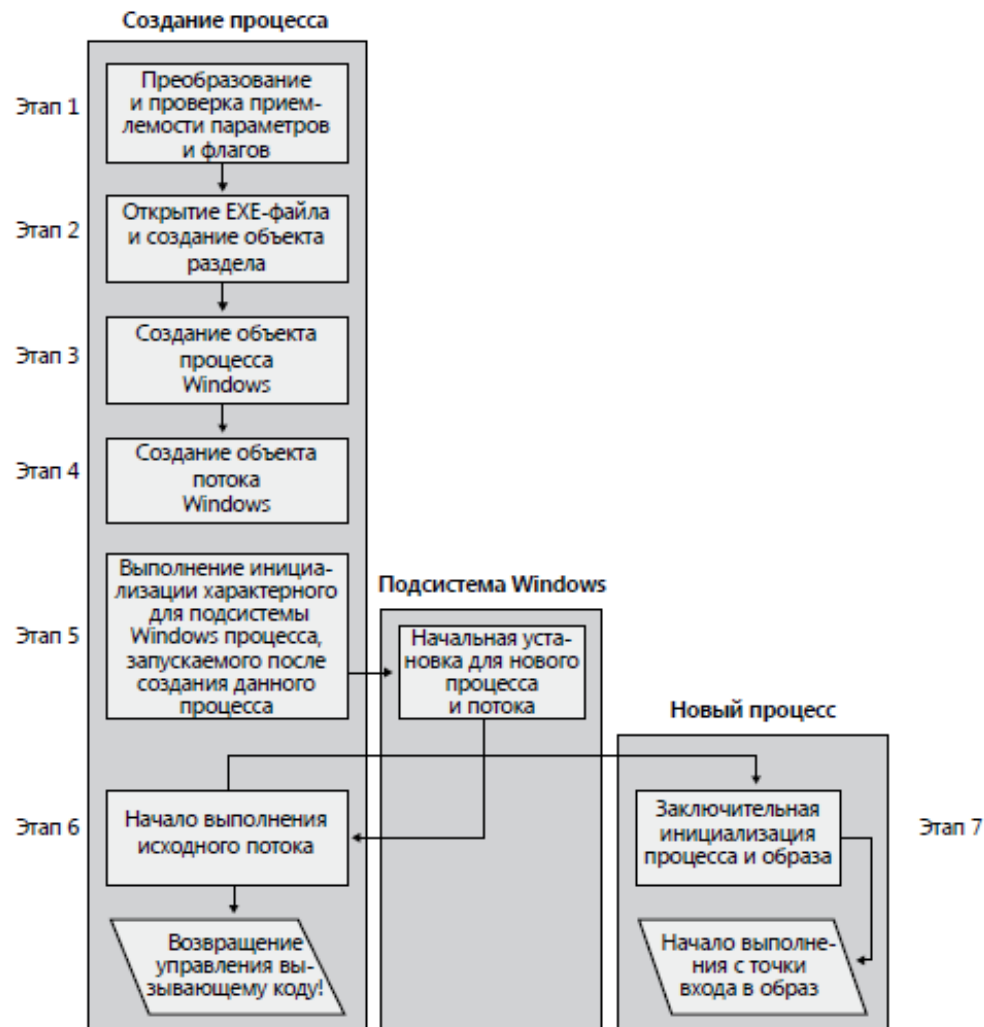 Создание процесса
Этап 1
Преобразование
и проверка прием-
лемости параметров
и флагов
Этап 2
Открытие EXE-файла
и создание объекта
раздела
Этап 3
Создание объекта
процесса
Windows
Этап 4
Создание объекта
потока
Windows
Этап 5
Выполнение инициа-
лизации характерного
для подсистемы
Windows процесса,
запускаемого после
создания данного
процесса
Подсистема Windows
Начальная уста-
новка для нового
процесса
и потока
Новый процесс
Этап 6
Начало выполнения
исходного потока
Заключительная
инициализация
процесса и образа
Этап 7
Возвращение
управления вы-
зывающему коду!
Начало выполне-
ния с точки
входа в образ